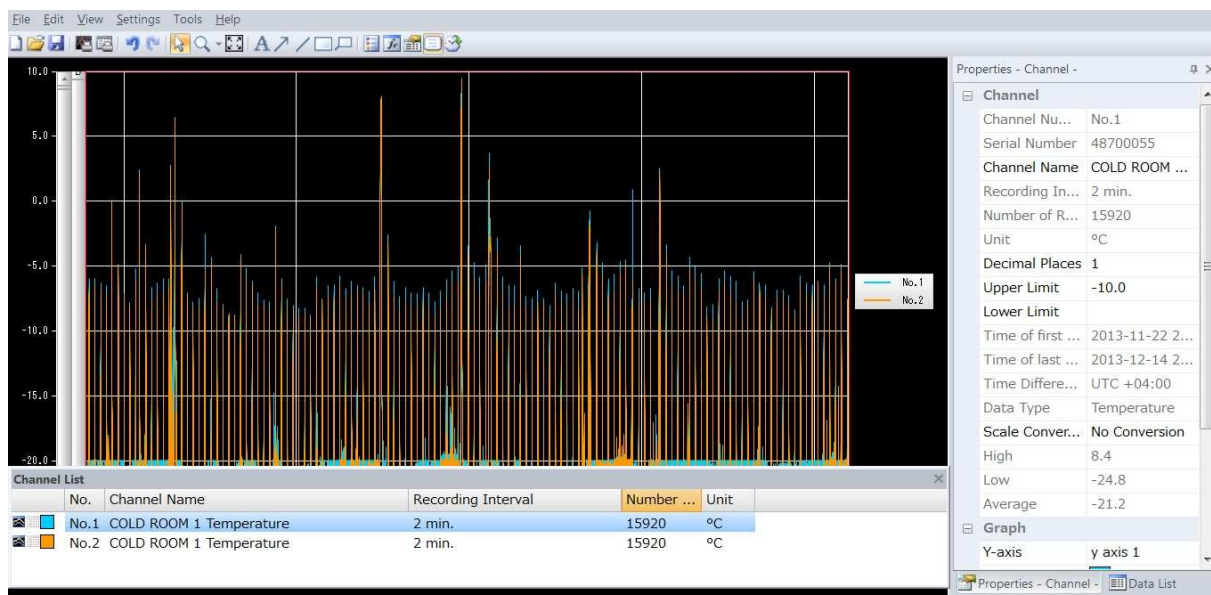 File Edit View Settings Tools Help
10.0
5.0
0.0
-5.0
-10.0
-15.0
-20.0
No.1
No.2
Properties - Channel -
Channel
Channel Nu... No.1
Serial Number 48700055
Channel Name COLD ROOM ...
Recording In... 2 min.
Number of R... 15920
Unit ºC
Decimal Places 1
Upper Limit -10.0
Lower Limit
Time of first ... 2013-11-22 2...
Time of last ... 2013-12-14 2...
Time Differe... UTC +04:00
Data Type Temperature
Scale Conver... No Conversion
High 8.4
Low -24.8
Average -21.2
Graph
Y-axis y axis 1
Properties - Channel - Data List
Channel List
No. Channel Name Recording Interval Number ... Unit
No.1 COLD ROOM 1 Temperature 2 min. 15920 ºC
No.2 COLD ROOM 1 Temperature 2 min. 15920 ºC